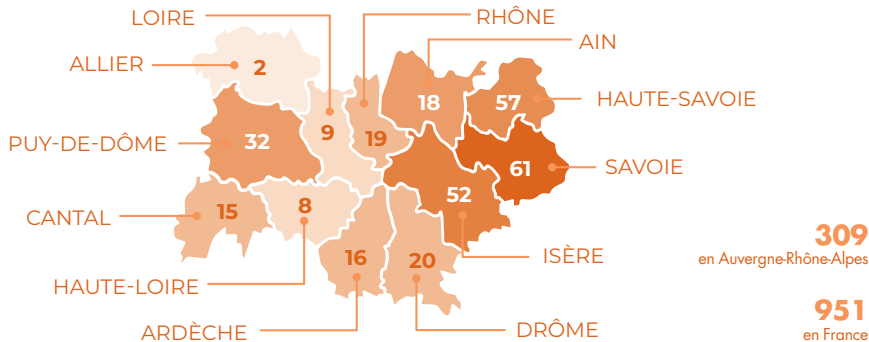 LOIRE
RHÔNE
AIN
ALLIER
2
18
57
HAUTE-SAVOIE
PUY-DE-DÔME
32
9
19
61
SAVOIE
52
CANTAL
15
8
309
en Auvergne-Rhône-Alpes
16
20
ISÈRE
HAUTE-LOIRE
951
en France
ARDÈCHE
DRÔME